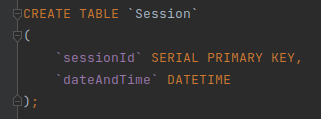 CREATE TABLE `Session`
(
    `sessionId` SERIAL PRIMARY KEY,
    `dateAndTime` DATETIME
);